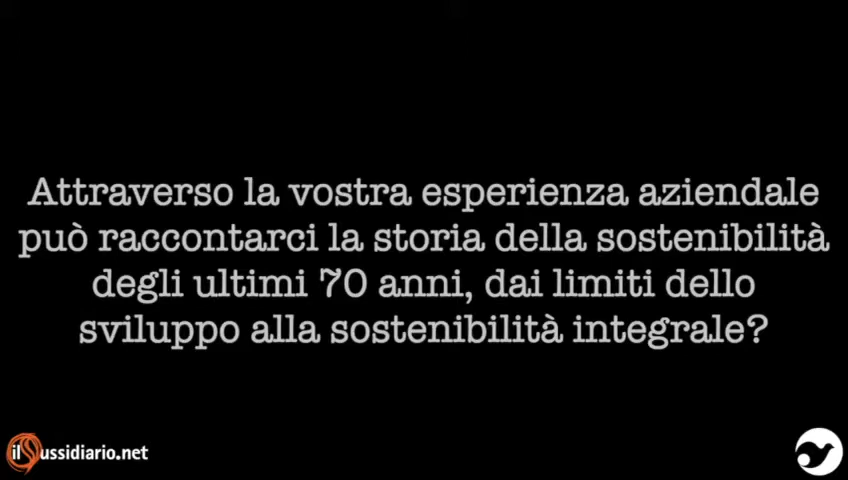 Attraverso la vostra esperienza aziendale
può raccontarci la storia della sostenibilità
degli ultimi 70 anni, dai limiti dello
sviluppo alla sostenibilità integrale?
ilSussidiario.net